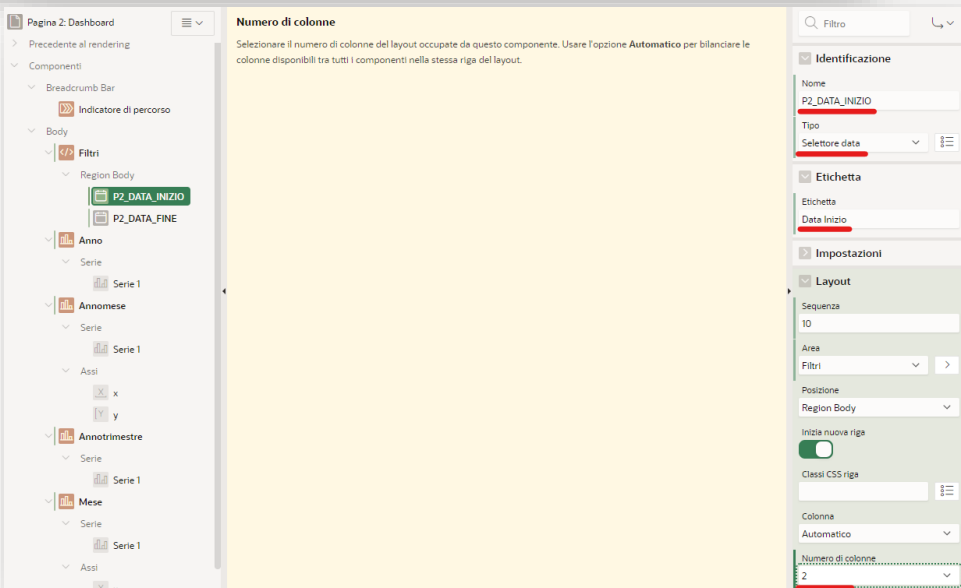 Pagina 2: Dashboard
Precedente al rendering
Componenti
Breadcrumb Bar
Indicatore di percorso
Body
Filtri
Region Body
P2_DATA_INIZIO
P2_DATA_FINE
Anno
Serie
Serie 1
Annomese
Serie
Serie 1
Assi
x
y
Annotrimestre
Serie
Serie 1
Mese
Serie
Serie 1
Assi
Numero di colonne
Selezionare il numero di colonne del layout occupate da questo componente. Usare l'opzione Automatico per bilanciare le
colonne disponibili tra tutti i componenti nella stessa riga del layout.
Filtro
Identificazione
Nome
P2_DATA_INIZIO
Tipo
Selettore data
Etichetta
Etichetta
Data Inizio
Impostazioni
Layout
Sequenza
10
Area
Filtri
Posizione
Region Body
Inizia nuova riga
Classi CSS riga
Colonna
Automatico
Numero di colonne
2